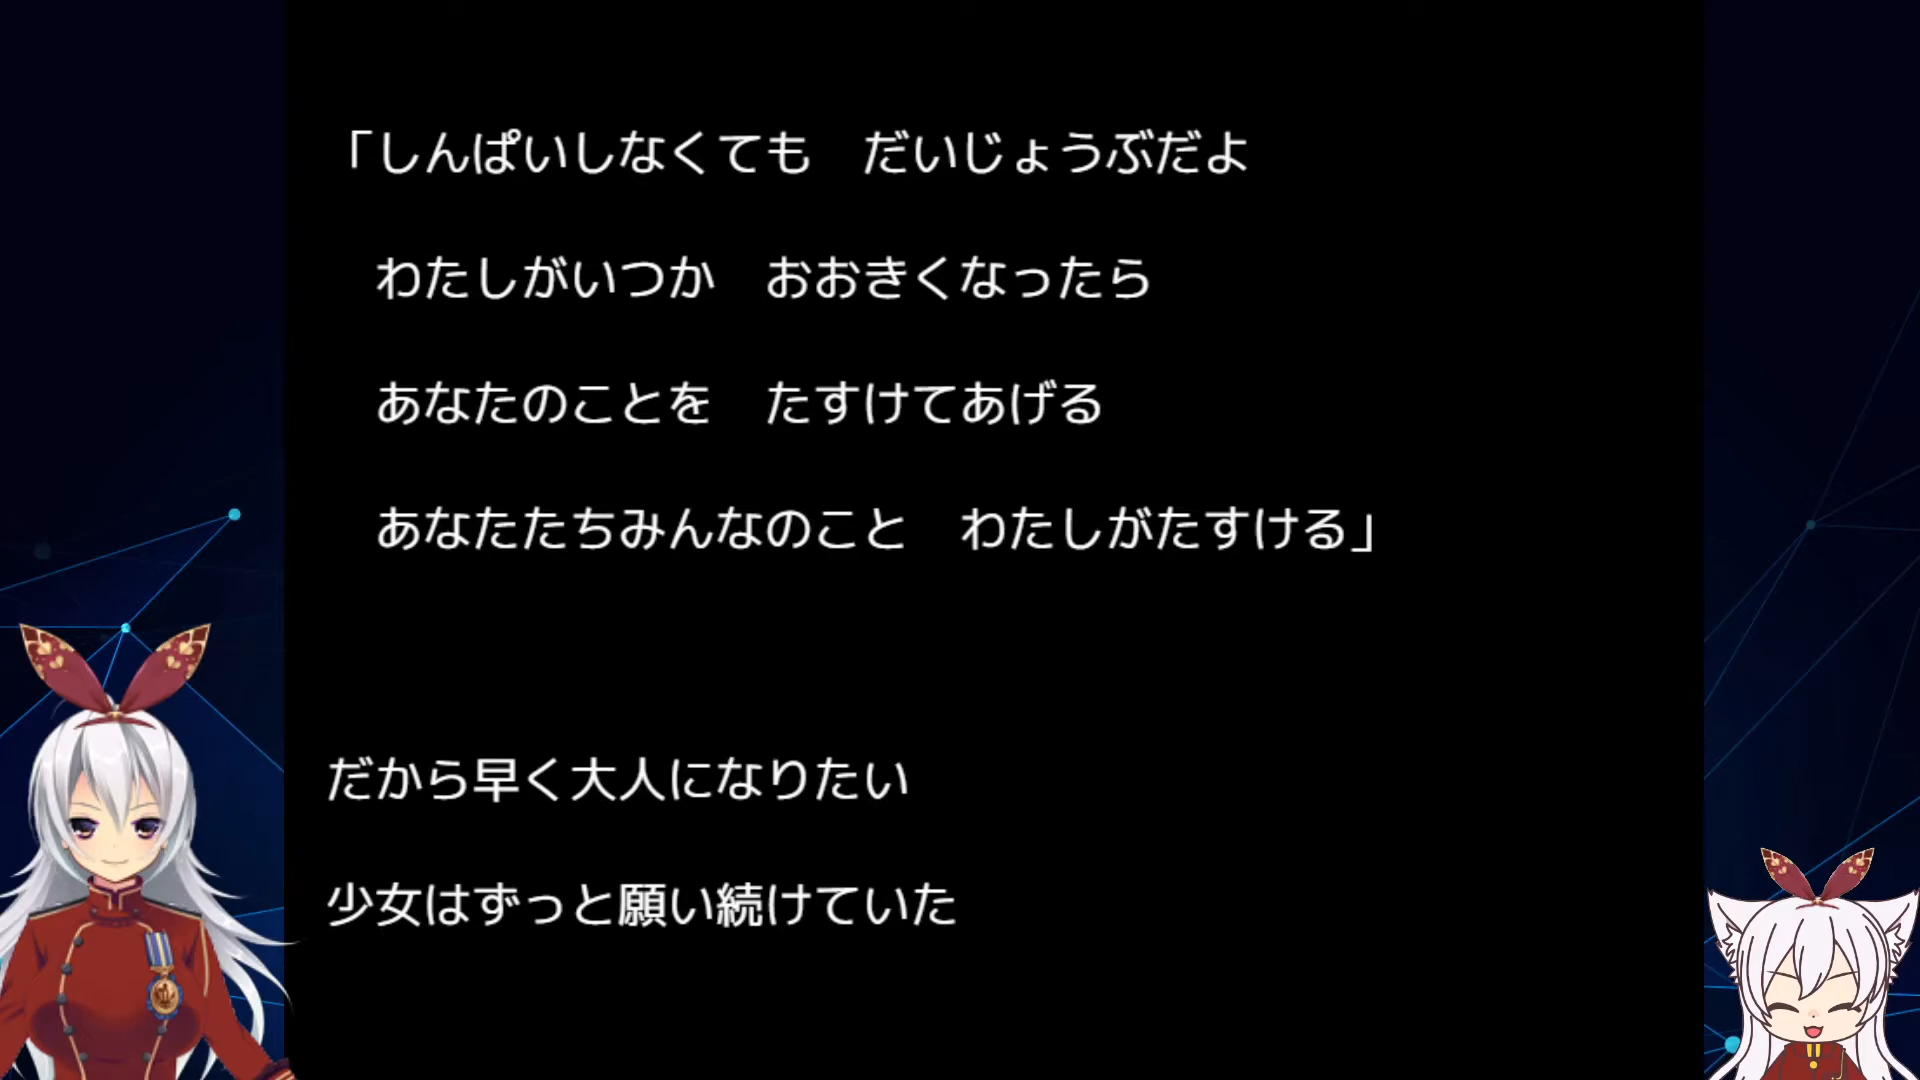 「しんぱいしなくても　だいじょうぶだよ
　わたしがいつか　おおきくなったら
　あなたのことを　たすけてあげる
　あなたたちみんなのこと　わたしがたすける」
だから早く大人になりたい
少女はずっと願い続けていた